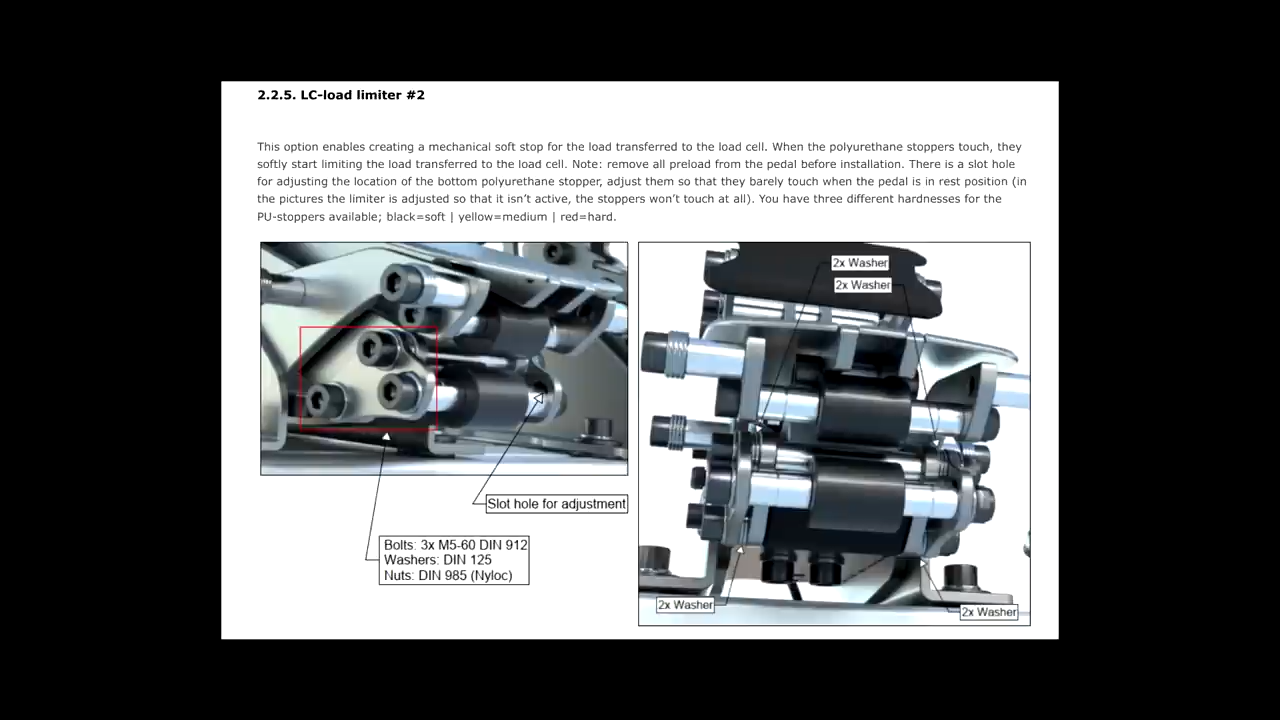 2.2.5. LC-load limiter #2
This option enables creating a mechanical soft stop for the load transferred to the load cell. When the polyurethane stoppers touch, they
softly start limiting the load transferred to the load cell. Note: remove all preload from the pedal before installation. There is a slot hole
for adjusting the location of the bottom polyurethane stopper, adjust them so that they barely touch when the pedal is in rest position (in
the pictures the limiter is adjusted so that it isn’t active, the stoppers won’t touch at all). You have three different hardnesses for the
PU-stoppers available; black=soft | yellow=medium | red=hard.
2x Washer
2x Washer
Slot hole for adjustment
Bolts: 3x M5-60 DIN 912
Washers: DIN 125
Nuts: DIN 985 (Nyloc)
2x Washer
2x Washer